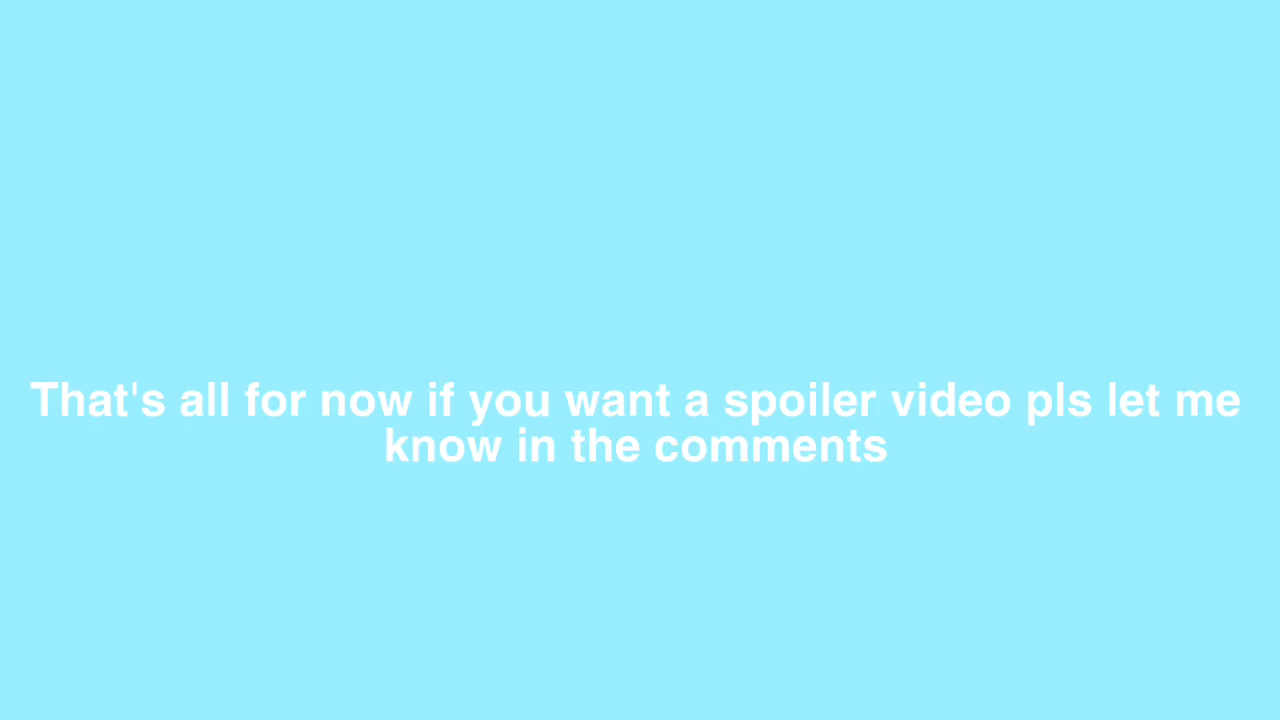 That's all for now if you want a spoiler video pls let me
know in the comments